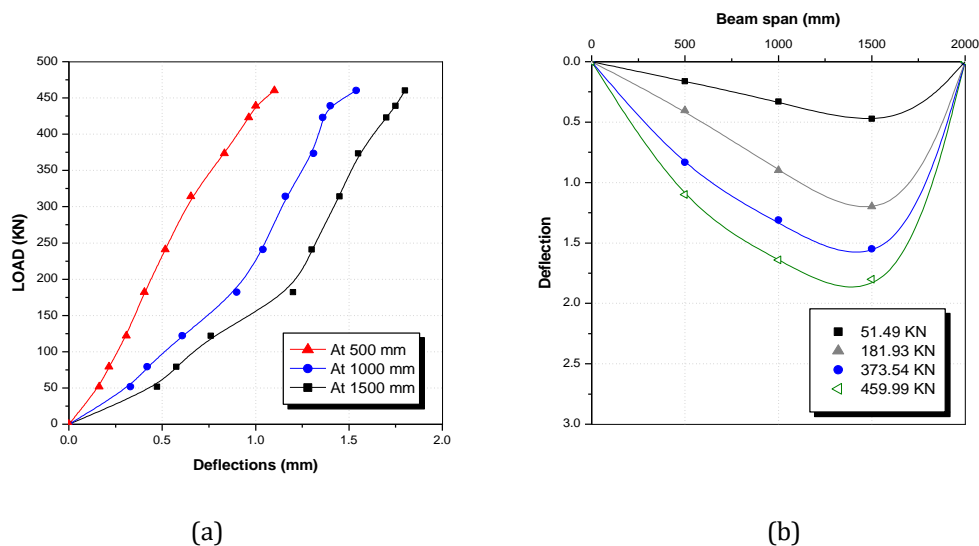 500
450
400
350
300
250
200
150
100
50
0
LOAD (KN)
0.0 0.5 1.0 1.5 2.0
Deflections (mm)
At 500 mm
At 1000 mm
At 1500 mm
(a)
Beam span (mm)
0 500 1000 1500 2000
0.0
0.5
1.0
1.5
2.0
2.5
3.0
Deflection
51.49 KN
181.93 KN
373.54 KN
459.99 KN
(b)